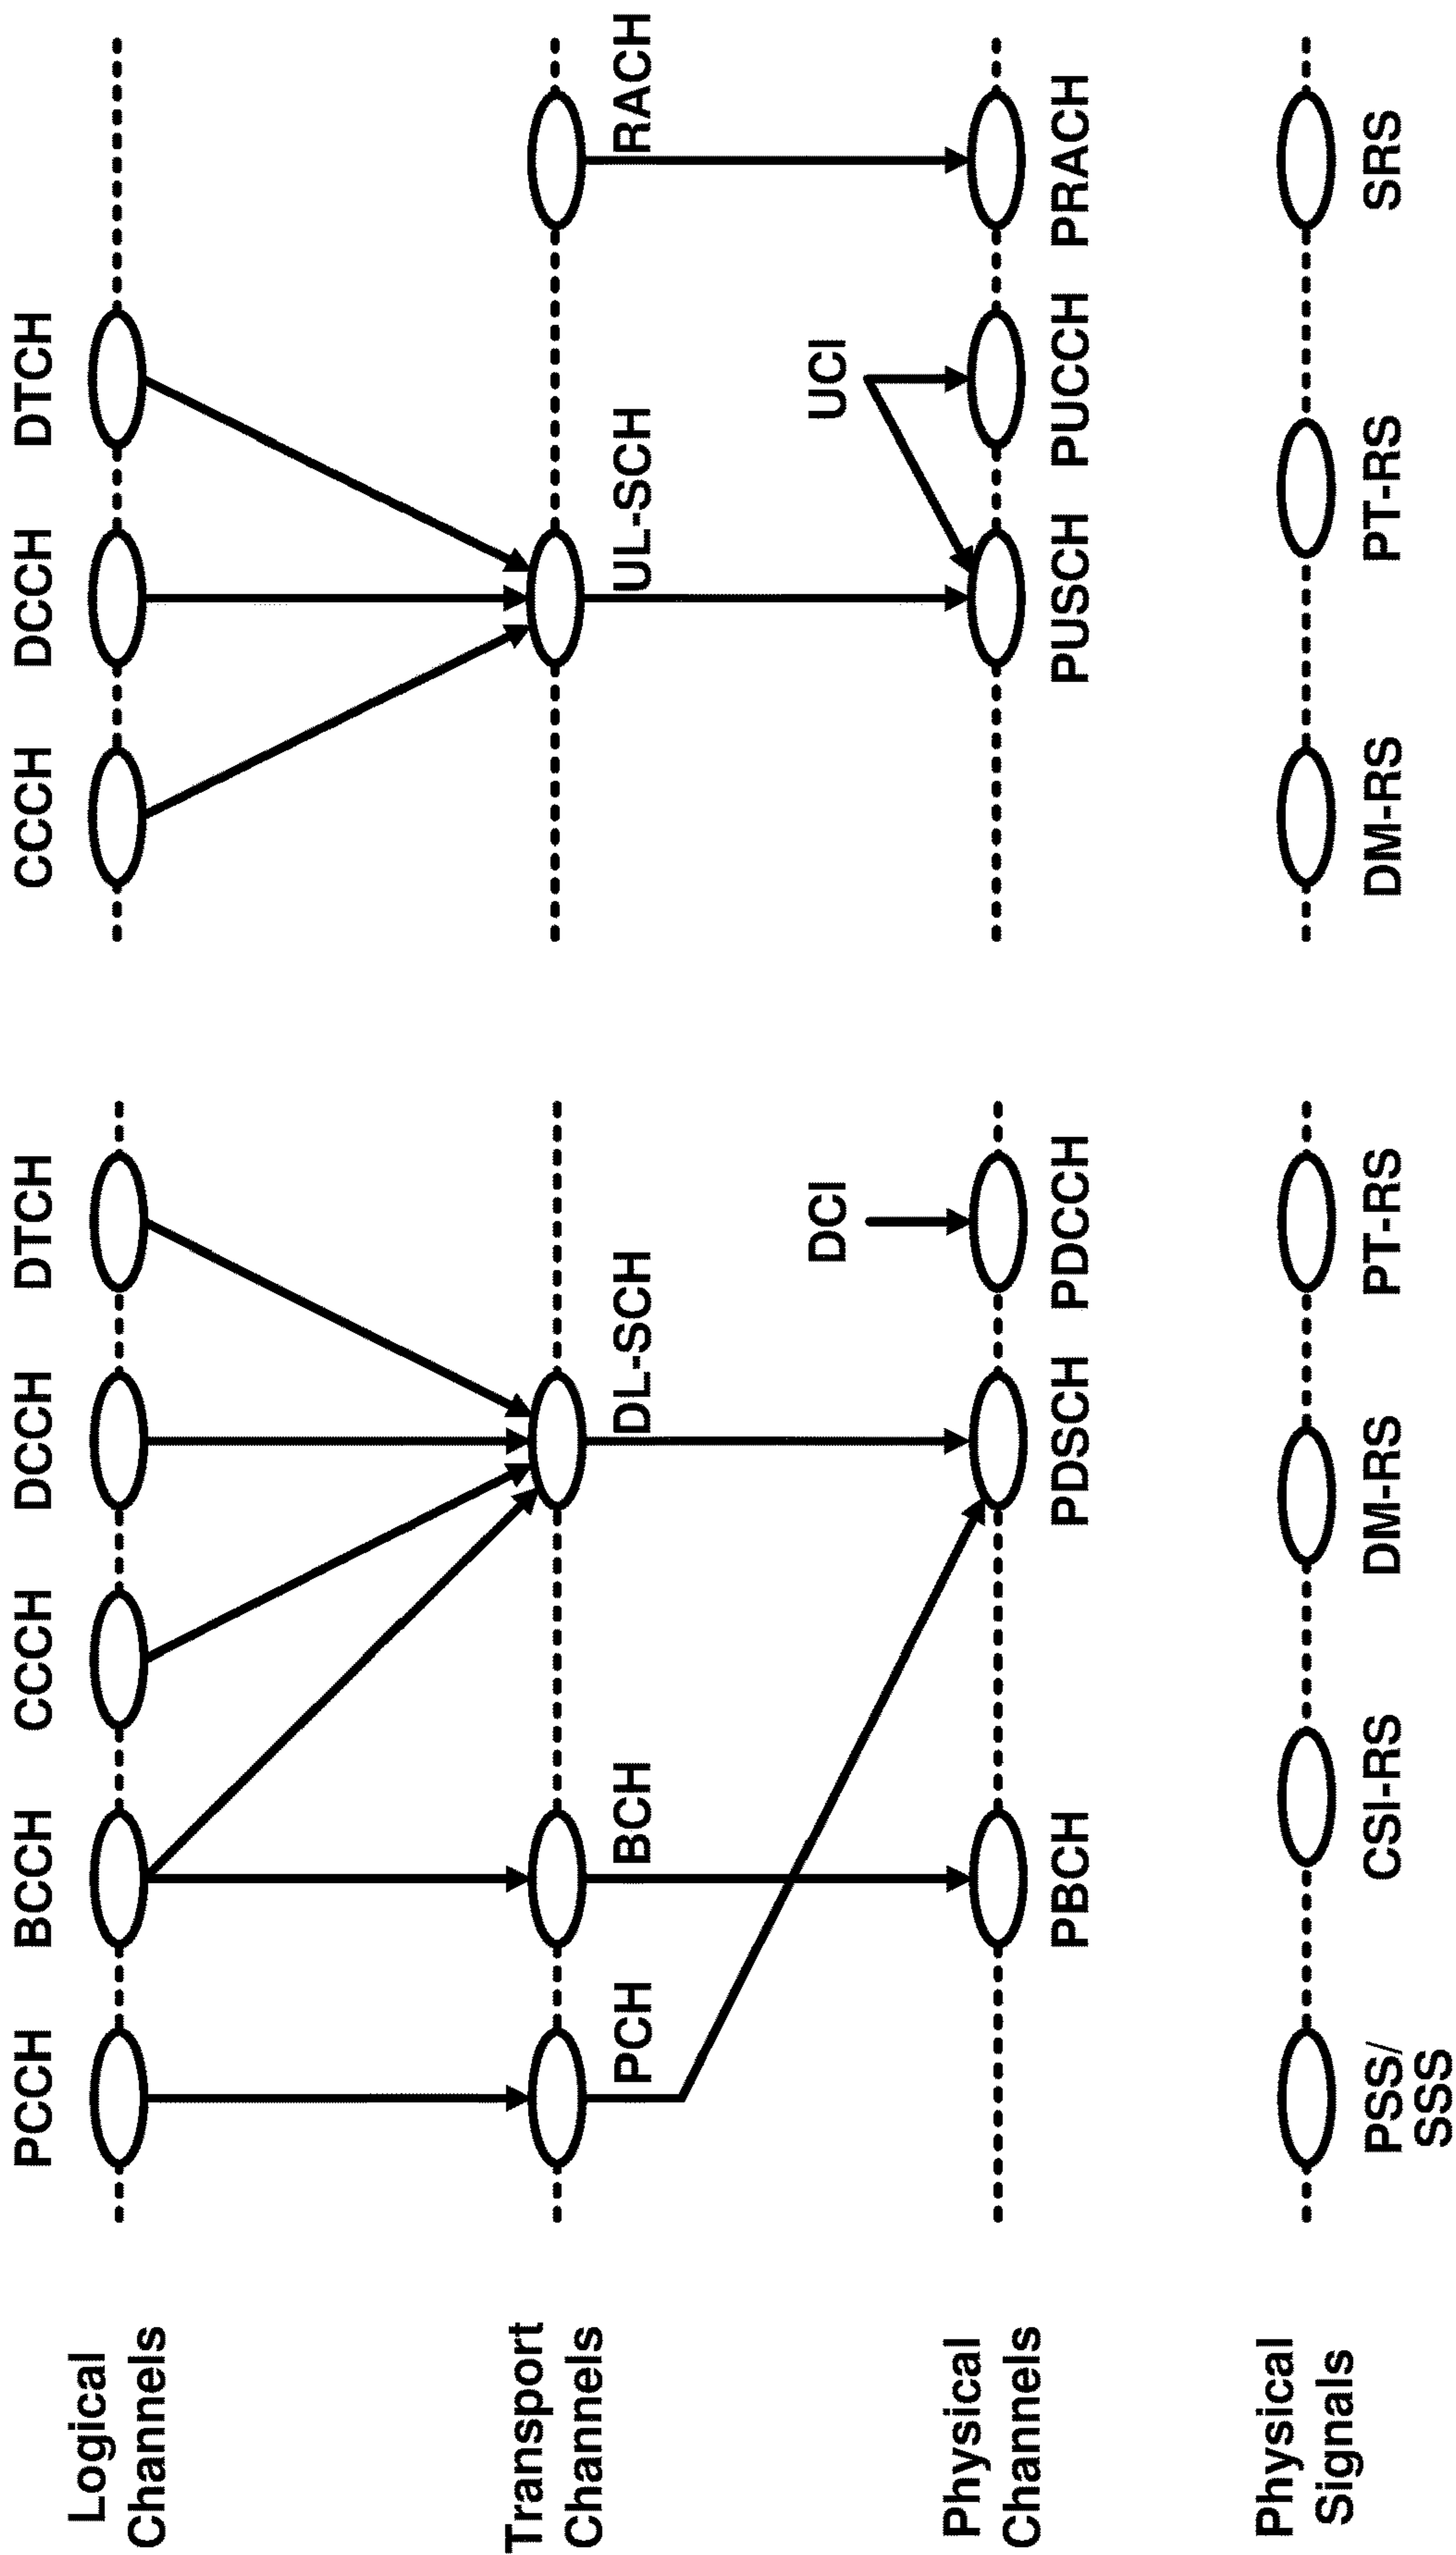 PCCH BCCH CCCH DCCH DTCH CCCH DCCH DTCH
Logical
Channels
Transport
Channels
PCH BCH DL-SCH UL-SCH RACH
DCI UCI
Physical
Channels
PBCH PDSCH PDCCH PUSCH PUCCH PRACH
Physical
Signals
PSS/ CSI-RS DM-RS PT-RS DM-RS PT-RS SRS
SSS